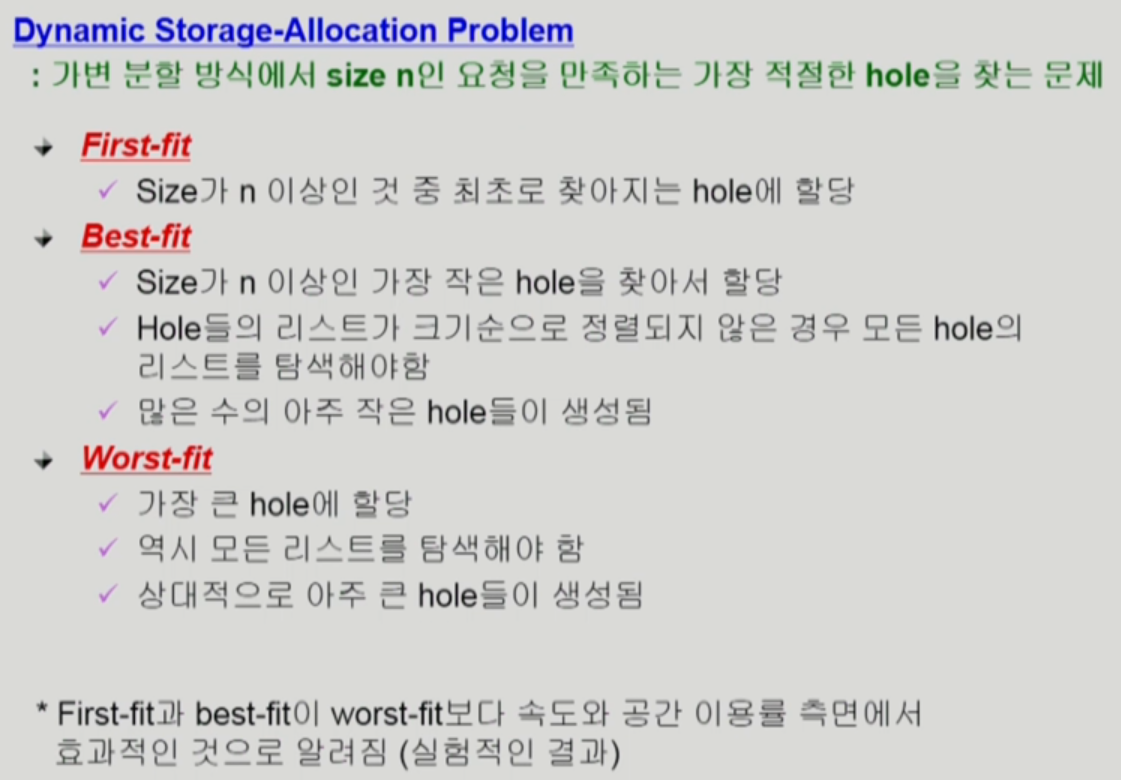 Dynamic Storage-Allocation Problem
: 가변 분할 방식에서 size n인 요청을 만족하는 가장 적절한 hole을 찾는 문제
First-fit
✓ Size가 n 이상인 것 중 최초로 찾아지는 hole에 할당
Best-fit
✓ Size가 n 이상인 가장 작은 hole을 찾아서 할당
✓ Hole들의 리스트가 크기순으로 정렬되지 않은 경우 모든 hole의
리스트를 탐색해야함
✓ 많은 수의 아주 작은 hole들이 생성됨
Worst-fit
✓ 가장 큰 hole에 할당
✓ 역시 모든 리스트를 탐색해야 함
✓ 상대적으로 아주 큰 hole들이 생성됨
* First-fit과 best-fit이 worst-fit보다 속도와 공간 이용률 측면에서
효과적인 것으로 알려짐 (실험적인 결과)